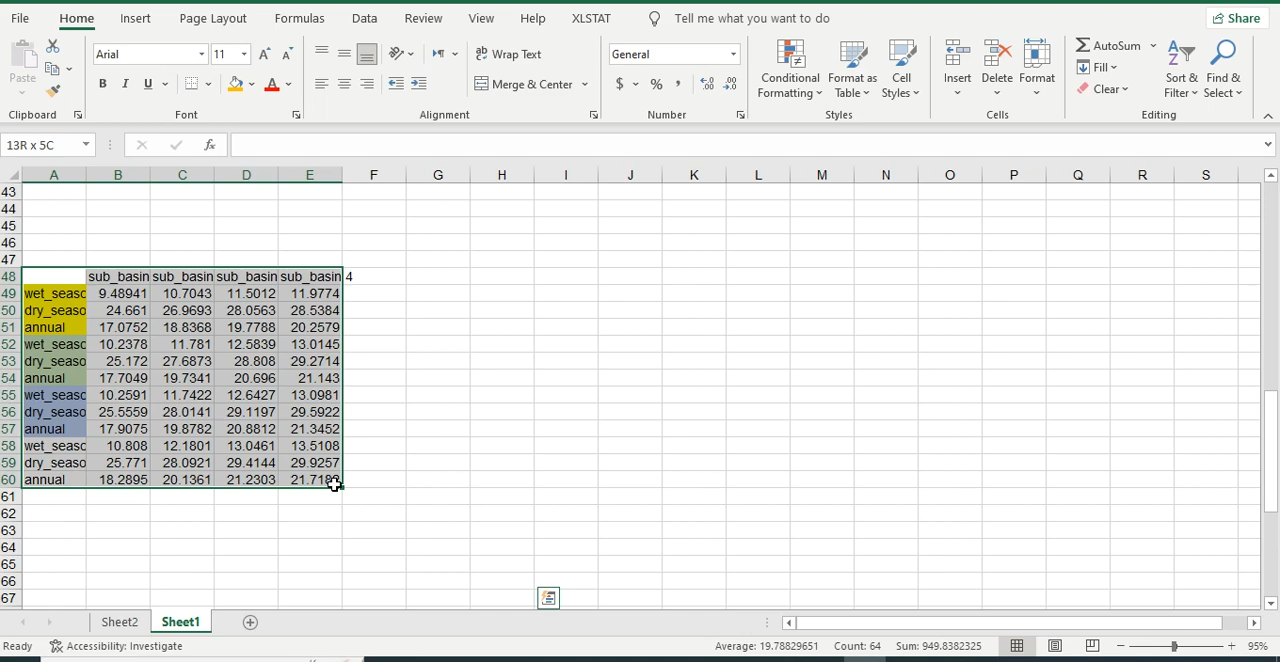 File Home Insert Page Layout Formulas Data Review View Help XLSTAT Tell me what you want to do Share
Paste Arial 11 Wrap Text General Conditional Formatting Format as Table Cell Styles Insert Delete Format AutoSum Fill Clear Sort & Filter Find & Select
B I U A Merge & Center $ % ,
Clipboard Font Alignment Number Styles Cells Editing
13R x 5C fx
A B C D E F G H I J K L M N O P Q R S
43
44
45
46
47
48 sub_basin sub_basin sub_basin sub_basin 4
49 wet_seaso 9.48941 10.7043 11.5012 11.9774
50 dry_seaso 24.661 26.9693 28.0563 28.5384
51 annual 17.0752 18.8368 19.7788 20.2579
52 wet_seaso 10.2378 11.781 12.5839 13.0145
53 dry_seaso 25.172 27.6873 28.808 29.2714
54 annual 17.7049 19.7341 20.696 21.143
55 wet_seaso 10.2591 11.7422 12.6427 13.0981
56 dry_seaso 25.5559 28.0141 29.1197 29.5922
57 annual 17.9075 19.8782 20.8812 21.3452
58 wet_seaso 10.808 12.1801 13.0461 13.5108
59 dry_seaso 25.771 28.0921 29.4144 29.9257
60 annual 18.2895 20.1361 21.2303
61
62
63
64
65
66
67
Sheet2 Sheet1
Ready Accessibility: Investigate Average: 19.78829651 Count: 64 Sum: 949.8382325 95%